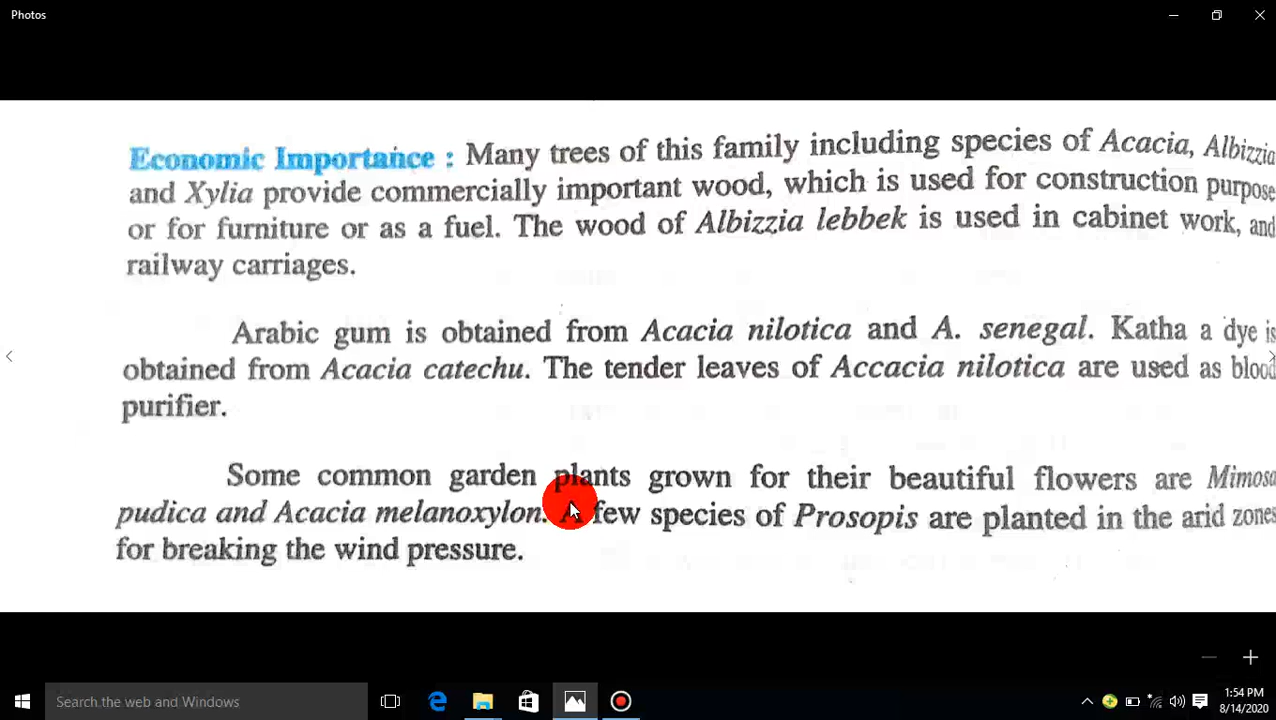 Photos
Economic Importance : Many trees of this family including species of Acacia, Albizzia
and Xylia provide commercially important wood, which is used for construction purpose
or for furniture or as a fuel. The wood of Albizzia lebbek is used in cabinet work, and
railway carriages.
Arabic gum is obtained from Acacia nilotica and A. senegal. Katha a dye is
obtained from Acacia catechu. The tender leaves of Accacia nilotica are used as blood
purifier.
Some common garden plants grown for their beautiful flowers are Mimosa
pudica and Acacia melanoxylon. A few species of Prosopis are planted in the arid zones
for breaking the wind pressure.
Search the web and Windows
1:54 PM
8/14/2020